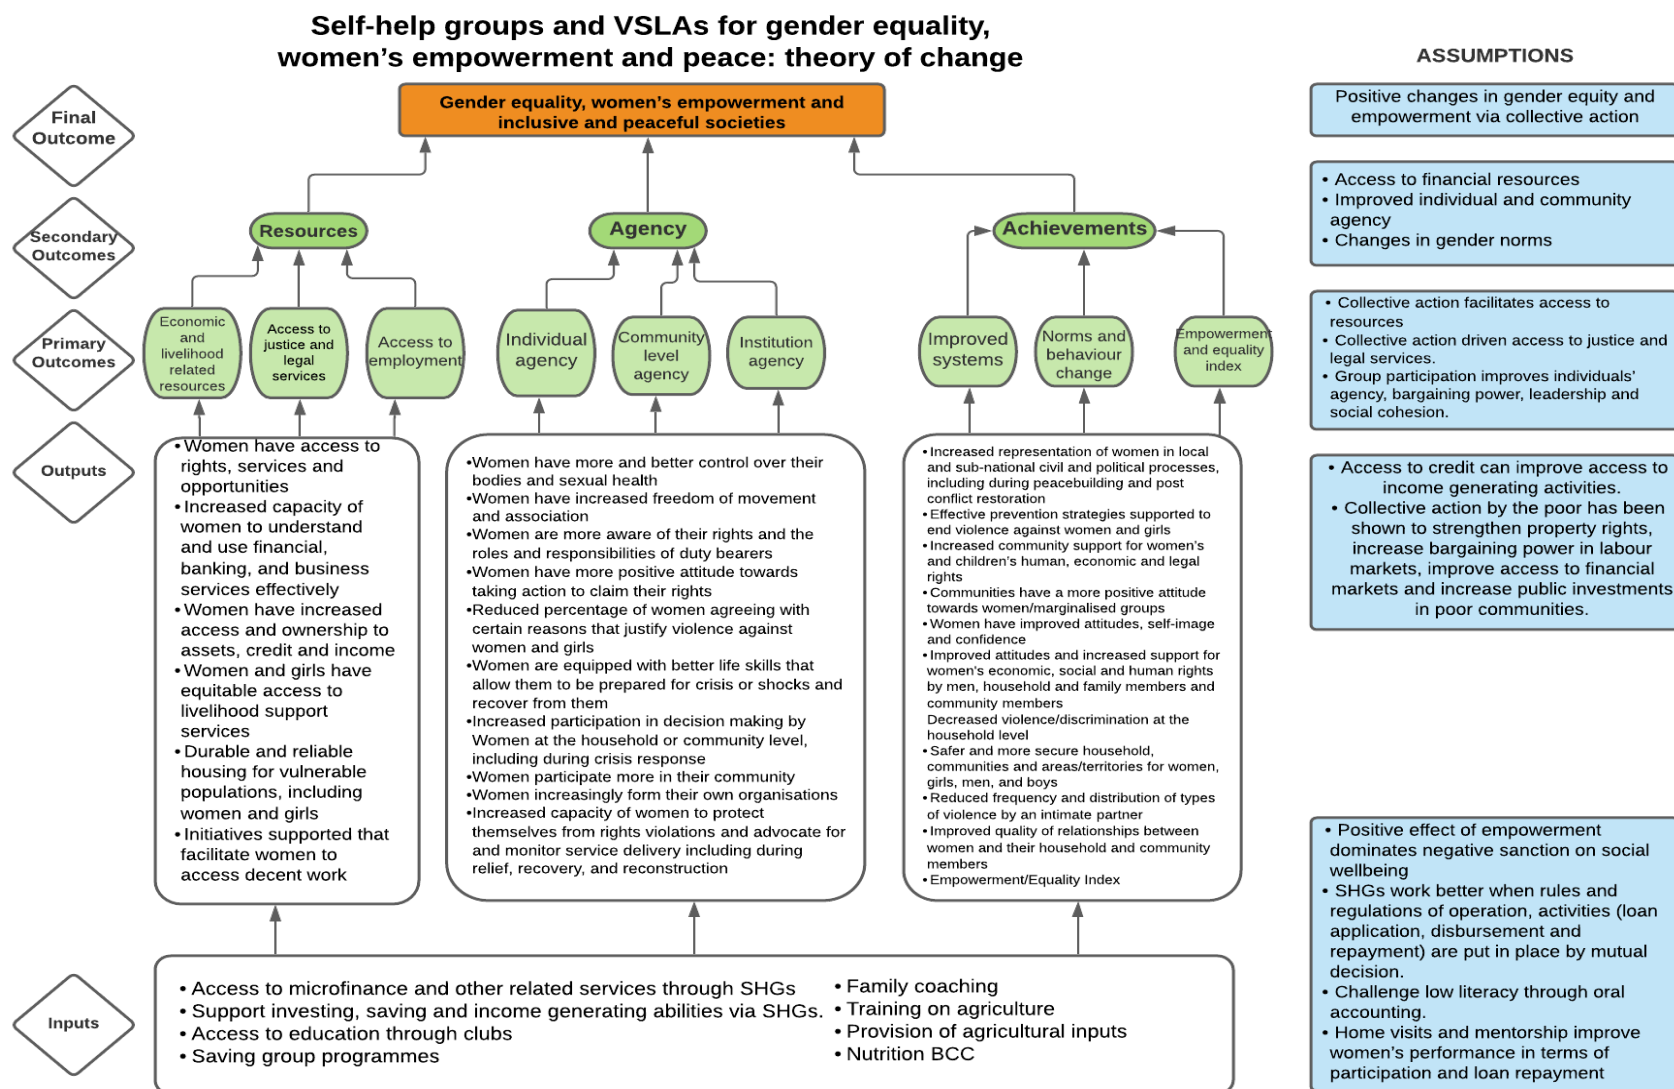 Self-help groups and VSLAs for gender equality,
women's empowerment and peace: theory of change
ASSUMPTIONS
Final
Outcome
Gender equality, women's empowerment and
inclusive and peaceful societies
Positive changes in gender equity and
empowerment via collective action
Secondary
Outcomes
Resources
Agency
Achievements
• Access to financial resources
• Improved individual and community
agency
• Changes in gender norms
Primary
Outcomes
Economic
and
livelihood
related
resources
Access to
justice and
legal
services
Access to
employment
Individual
agency
Community
level
agency
Institution
agency
Improved
systems
Norms and
behaviour
change
Empowerment
and equality
index
• Collective action facilitates access to
resources
• Collective action driven access to justice and
legal services.
• Group participation improves individuals'
agency, bargaining power, leadership and
social cohesion.
Outputs
• Women have access to
rights, services and
opportunities
• Increased capacity of
women to understand
and use financial,
banking, and business
services effectively
• Women have increased
access and ownership to
assets, credit and income
• Women and girls have
equitable access to
livelihood support
services
• Durable and reliable
housing for vulnerable
populations, including
women and girls
• Initiatives supported that
facilitate women to
access decent work
•Women have more and better control over their
bodies and sexual health
•Women have increased freedom of movement
and association
•Women are more aware of their rights and the
roles and responsibilities of duty bearers
•Women have more positive attitude towards
taking action to claim their rights
•Reduced percentage of women agreeing with
certain reasons that justify violence against
women and girls
•Women are equipped with better life skills that
allow them to be prepared for crisis or shocks and
recover from them
•Increased participation in decision making by
Women at the household or community level,
including during crisis response
•Women participate more in their community
•Women increasingly form their own organisations
•Increased capacity of women to protect
themselves from rights violations and advocate for
and monitor service delivery including during
relief, recovery, and reconstruction
• Increased representation of women in local
and sub-national civil and political processes,
including during peacebuilding and post
conflict restoration
• Effective prevention strategies supported to
end violence against women and girls
• Increased community support for women's
and children's human, economic and legal
rights
• Communities have a more positive attitude
towards women/marginalised groups
• Women have improved attitudes, self-image
and confidence
• Improved attitudes and increased support for
women's economic, social and human rights
by men, household and family members and
community members
Decreased violence/discrimination at the
household level
• Safer and more secure household,
communities and areas/territories for women,
girls, men, and boys
• Reduced frequency and distribution of types
of violence by an intimate partner
• Improved quality of relationships between
women and their household and community
members
• Empowerment/Equality Index
• Access to credit can improve access to
income generating activities.
• Collective action by the poor has been
shown to strengthen property rights,
increase bargaining power in labour
markets, improve access to financial
markets and increase public investments
in poor communities.
Inputs
• Access to microfinance and other related services through SHGs
• Support investing, saving and income generating abilities via SHGs.
• Access to education through clubs
• Saving group programmes
• Family coaching
• Training on agriculture
• Provision of agricultural inputs
• Nutrition BCC
• Positive effect of empowerment
dominates negative sanction on social
wellbeing
• SHGs work better when rules and
regulations of operation, activities (loan
application, disbursement and
repayment) are put in place by mutual
decision.
• Challenge low literacy through oral
accounting.
• Home visits and mentorship improve
women's performance in terms of
participation and loan repayment